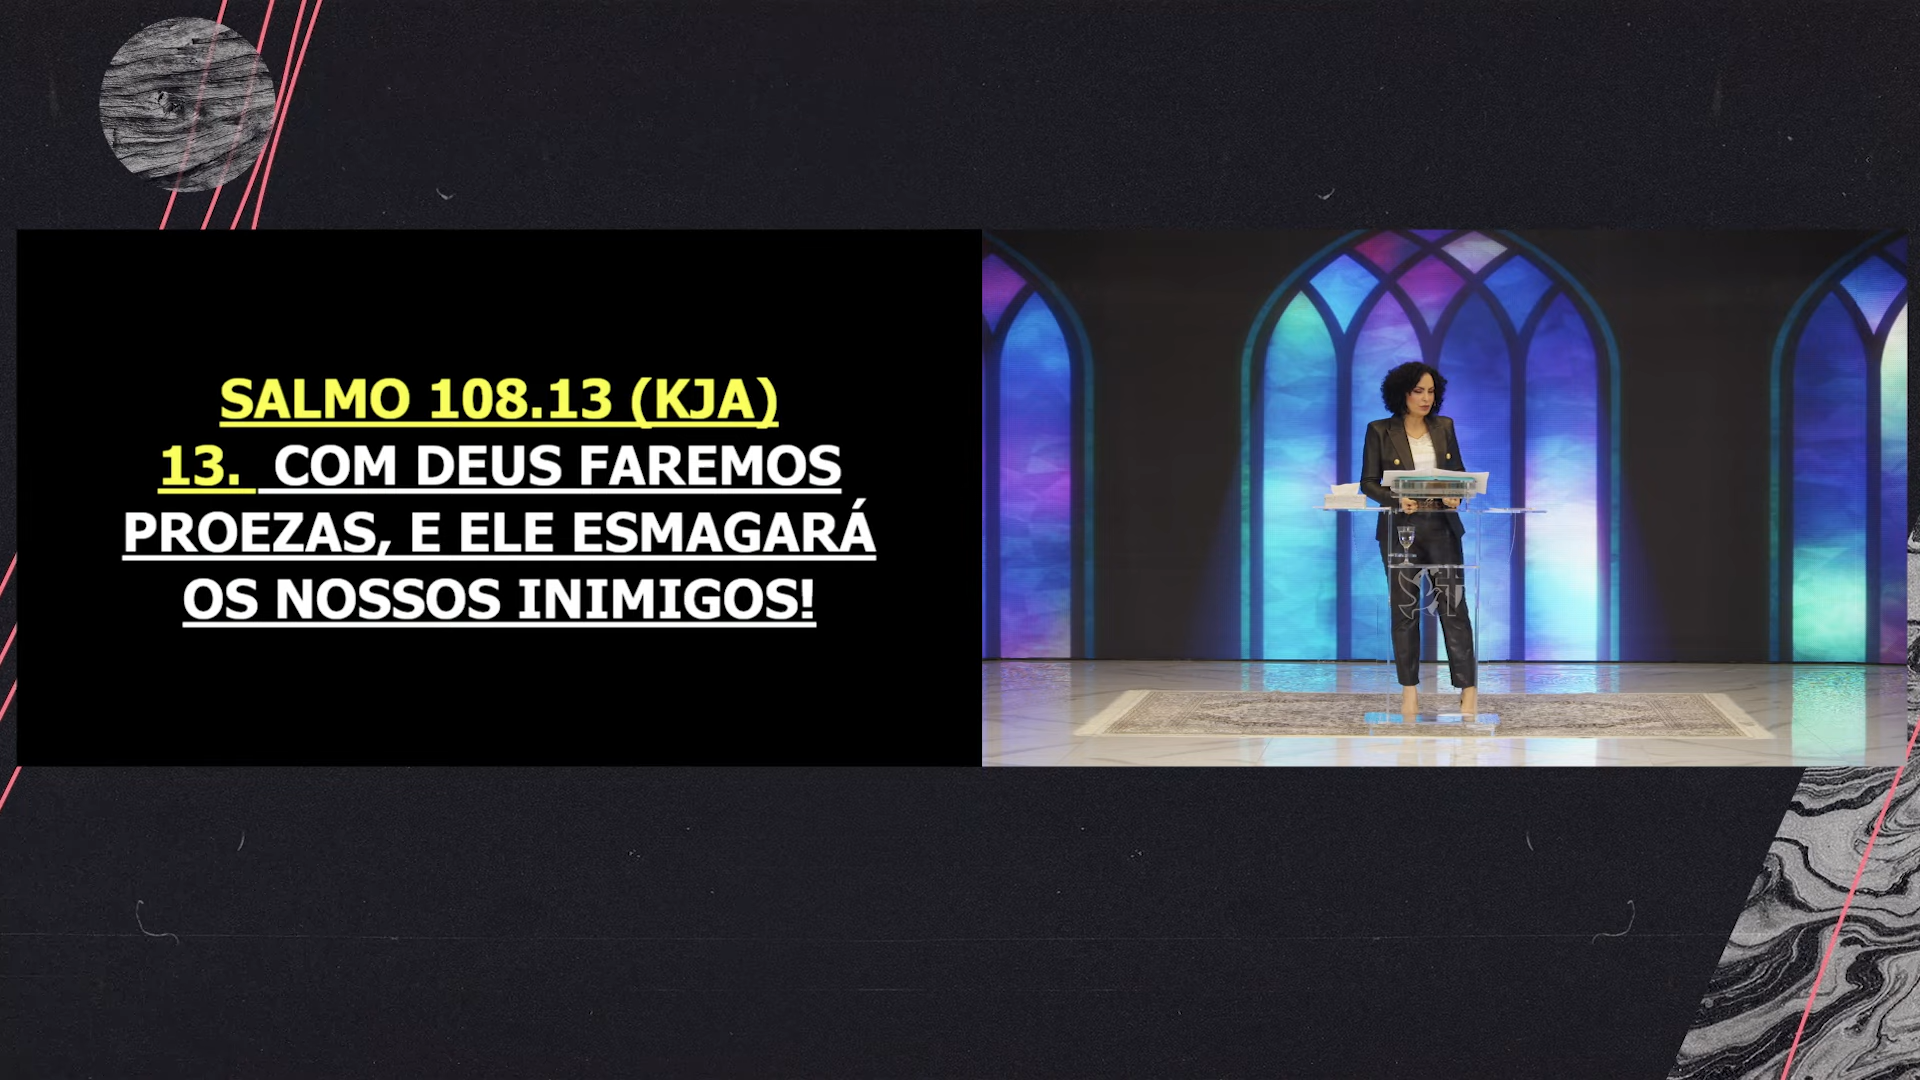 SALMO 108.13 (KJA)
13. COM DEUS FAREMOS
PROEZAS, E ELE ESMAGARÁ
OS NOSSOS INIMIGOS!